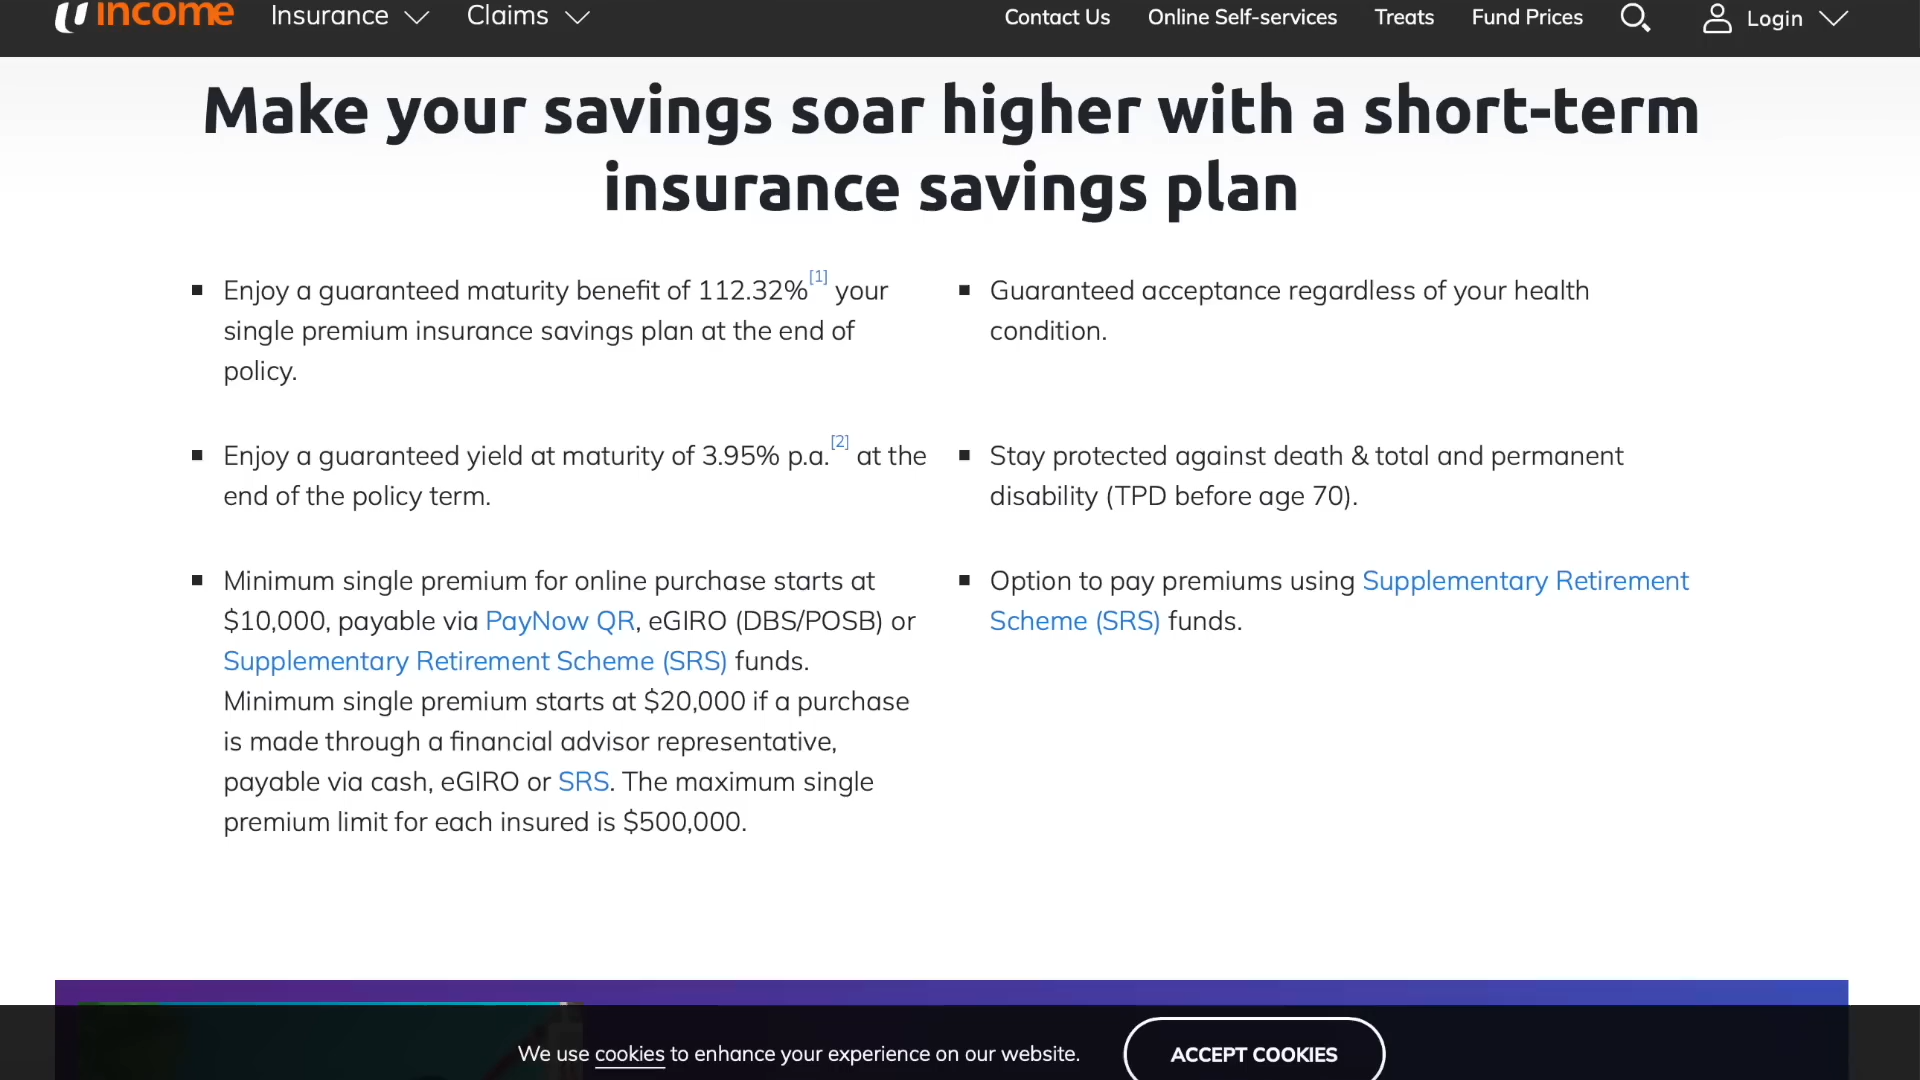 income Insurance Claims Contact Us Online Self-services Treats Fund Prices Login
Make your savings soar higher with a short-term
insurance savings plan
▪ Enjoy a guaranteed maturity benefit of 112.32%[1] your
single premium insurance savings plan at the end of
policy.
▪ Enjoy a guaranteed yield at maturity of 3.95% p.a.[2] at the
end of the policy term.
▪ Minimum single premium for online purchase starts at
$10,000, payable via PayNow QR, eGIRO (DBS/POSB) or
Supplementary Retirement Scheme (SRS) funds.
Minimum single premium starts at $20,000 if a purchase
is made through a financial advisor representative,
payable via cash, eGIRO or SRS. The maximum single
premium limit for each insured is $500,000.
▪ Guaranteed acceptance regardless of your health
condition.
▪ Stay protected against death & total and permanent
disability (TPD before age 70).
▪ Option to pay premiums using Supplementary Retirement
Scheme (SRS) funds.
We use cookies to enhance your experience on our website. ACCEPT COOKIES